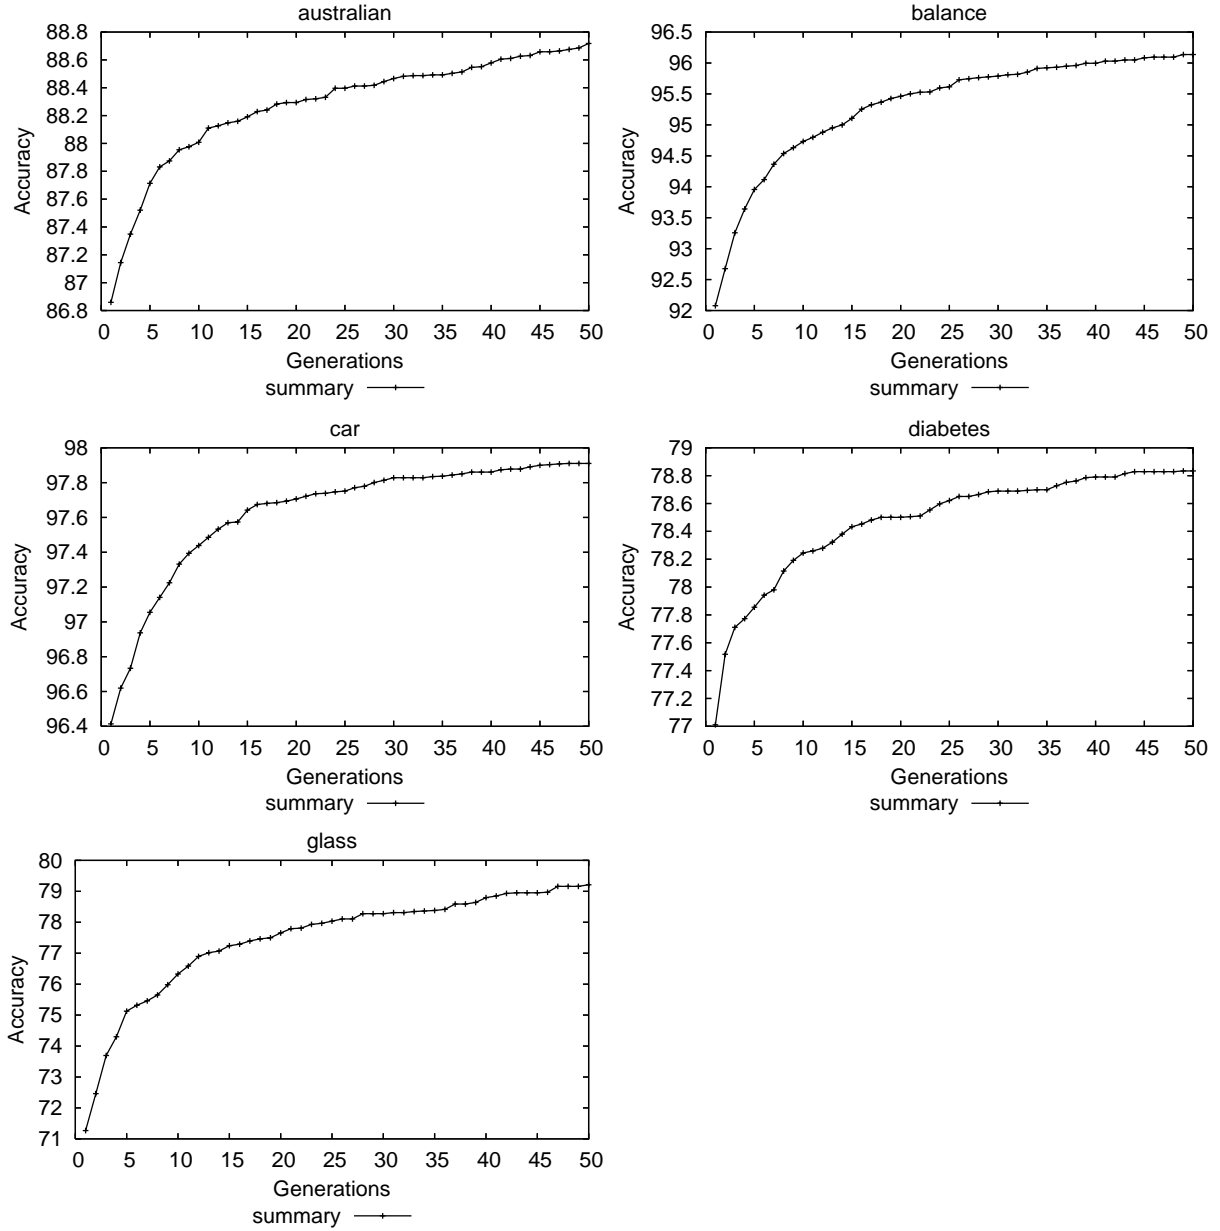 australian
88.8
88.6
88.4
88.2
88
87.8
87.6
87.4
87.2
87
86.8
Accuracy
0 5 10 15 20 25 30 35 40 45 50
Generations
summary
balance
96.5
96
95.5
95
94.5
94
93.5
93
92.5
92
Accuracy
0 5 10 15 20 25 30 35 40 45 50
Generations
summary
car
98
97.8
97.6
97.4
97.2
97
96.8
96.6
96.4
Accuracy
0 5 10 15 20 25 30 35 40 45 50
Generations
summary
diabetes
79
78.8
78.6
78.4
78.2
78
77.8
77.6
77.4
77.2
77
Accuracy
0 5 10 15 20 25 30 35 40 45 50
Generations
summary
glass
80
79
78
77
76
75
74
73
72
71
Accuracy
0 5 10 15 20 25 30 35 40 45 50
Generations
summary